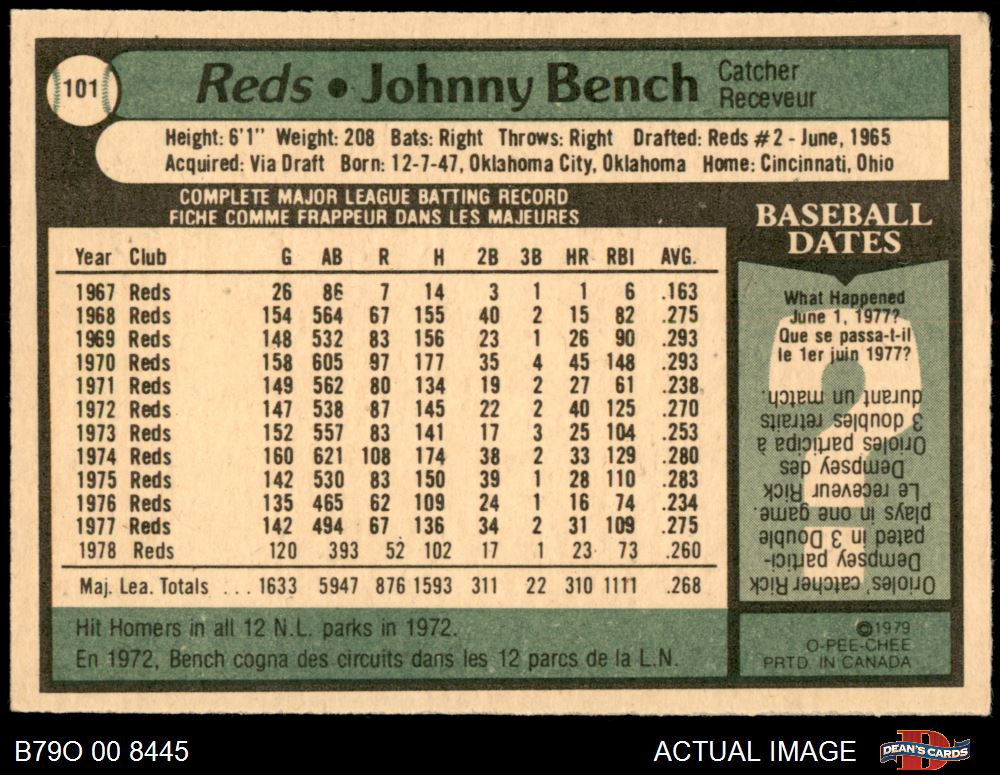 101
Reds • Johnny Bench
Catcher
Receveur
Height: 6'1" Weight: 208 Bats: Right Throws: Right Drafted: Reds #2 - June, 1965
Acquired: Via Draft Born: 12-7-47, Oklahoma City, Oklahoma Home: Cincinnati, Ohio
COMPLETE MAJOR LEAGUE BATTING RECORD
FICHE COMME FRAPPEUR DANS LES MAJEURES
Year Club G AB R H 2B 3B HR RBI AVG.
1967 Reds 26 86 7 14 3 1 1 6 .163
1968 Reds 154 564 67 155 40 2 15 82 .275
1969 Reds 148 532 83 156 23 1 26 90 .293
1970 Reds 158 605 97 177 35 4 45 148 .293
1971 Reds 149 562 80 134 19 2 27 61 .238
1972 Reds 147 538 87 145 22 2 40 125 .270
1973 Reds 152 557 83 141 17 3 25 104 .253
1974 Reds 160 621 108 174 38 2 33 129 .280
1975 Reds 142 530 83 150 39 1 28 110 .283
1976 Reds 135 465 62 109 24 1 16 74 .234
1977 Reds 142 494 67 136 34 2 31 109 .275
1978 Reds 120 393 52 102 17 1 23 73 .260
Maj. Lea. Totals ... 1633 5947 876 1593 311 22 310 1111 .268
Hit Homers in all 12 N.L. parks in 1972.
En 1972, Bench cogna des circuits dans les 12 parcs de la L.N.
BASEBALL
DATES
What Happened
June 1, 1977?
Que se passa-t-il
le 1er juin 1977?
Orioles' catcher Rick
Dempsey partici-
pated in 3 Double
plays in one game.
Le receveur Rick
Dempsey des
Orioles participa à
3 doubles retraits
durant un match.
©1979
O-PEE-CHEE
PRTD. IN CANADA
B79O 00 8445
ACTUAL IMAGE
DEAN'S CARDS